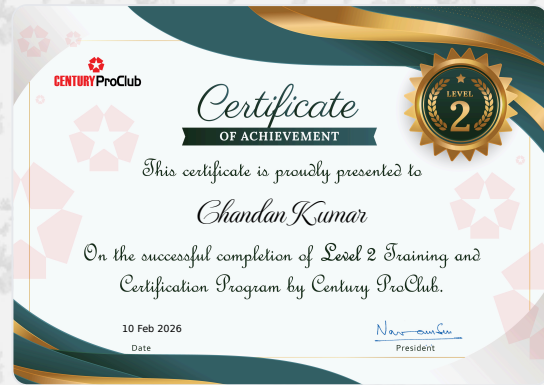 CENTURY ProClub
LEVEL
2
Certificate
OF ACHIEVEMENT
This certificate is proudly presented to
Chandan Kumar
On the successful completion of Level 2 Training and
Certification Program by Century ProClub.
10 Feb 2026
Date
President